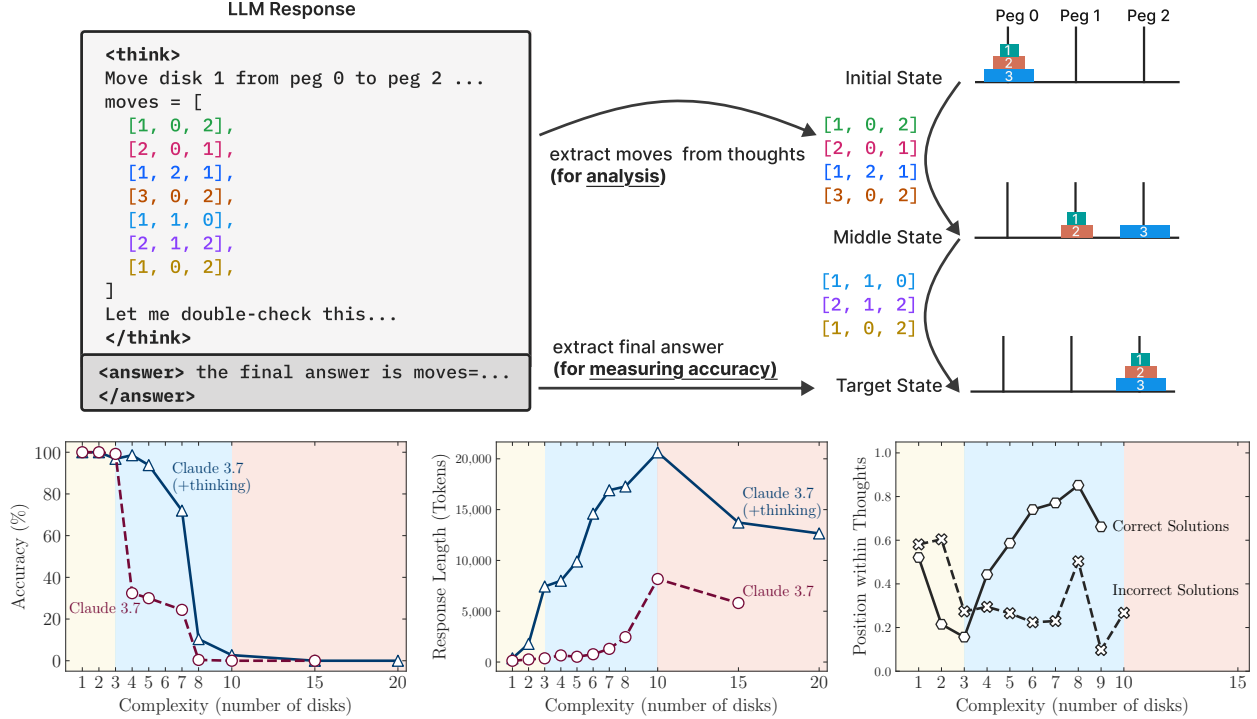 LLM Response
<think>
Move disk 1 from peg 0 to peg 2 ...
moves = [
[1, 0, 2],
[2, 0, 1],
[1, 2, 1],
[3, 0, 2],
[1, 1, 0],
[2, 1, 2],
[1, 0, 2],
]
Let me double-check this...
</think>
<answer> the final answer is moves=...
</answer>
extract moves from thoughts
(for analysis)
extract final answer
(for measuring accuracy)
Peg 0 Peg 1 Peg 2
1
2
3
Initial State
[1, 0, 2]
[2, 0, 1]
[1, 2, 1]
[3, 0, 2]
1
2 3
Middle State
[1, 1, 0]
[2, 1, 2]
[1, 0, 2]
1
2
3
Target State
Accuracy (%)
100
80
60
40
20
0
Claude 3.7
(+thinking)
Claude 3.7
1 2 3 4 5 6 7 8 10 15 20
Complexity (number of disks)
Response Length (Tokens)
20,000
15,000
10,000
5,000
0
Claude 3.7
(+thinking)
Claude 3.7
1 2 3 4 5 6 7 8 10 15 20
Complexity (number of disks)
Position within Thoughts
1.0
0.8
0.6
0.4
0.2
0.0
Correct Solutions
Incorrect Solutions
1 2 3 4 5 6 7 8 9 10 15
Complexity (number of disks)